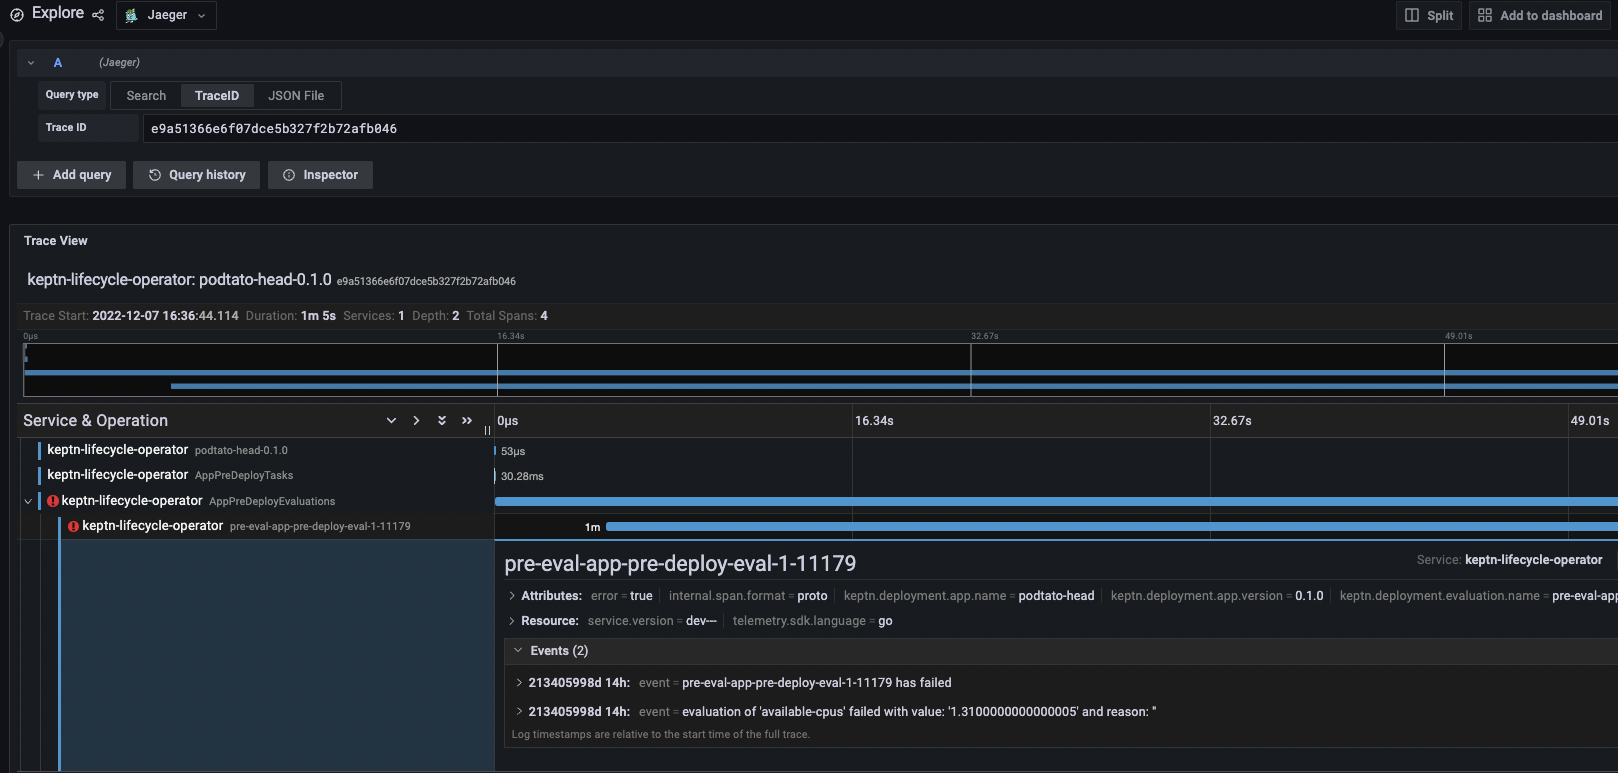 Explore Jaeger Split Add to dashboard
A (Jaeger)
Query type Search TraceID JSON File
Trace ID e9a51366e6f07dce5b327f2b72afb046
Add query Query history Inspector
Trace View
keptn-lifecycle-operator: podtato-head-0.1.0 e9a51366e6f07dce5b327f2b72afb046
Trace Start: 2022-12-07 16:36:44.114 Duration: 1m 5s Services: 1 Depth: 2 Total Spans: 4
0μs 16.34s 32.67s 49.01s
Service & Operation 0μs 16.34s 32.67s 49.01s
keptn-lifecycle-operator podtato-head-0.1.0 53μs
keptn-lifecycle-operator AppPreDeployTasks 30.28ms
keptn-lifecycle-operator AppPreDeployEvaluations
keptn-lifecycle-operator pre-eval-app-pre-deploy-eval-1-11179 1m
pre-eval-app-pre-deploy-eval-1-11179 Service: keptn-lifecycle-operator
Attributes: error = true internal.span.format = proto keptn.deployment.app.name = podtato-head keptn.deployment.app.version = 0.1.0 keptn.deployment.evaluation.name = pre-eval-app
Resource: service.version = dev--- telemetry.sdk.language = go
Events (2)
213405998d 14h: event = pre-eval-app-pre-deploy-eval-1-11179 has failed
213405998d 14h: event = evaluation of 'available-cpus' failed with value: '1.3100000000000005' and reason: ''
Log timestamps are relative to the start time of the full trace.